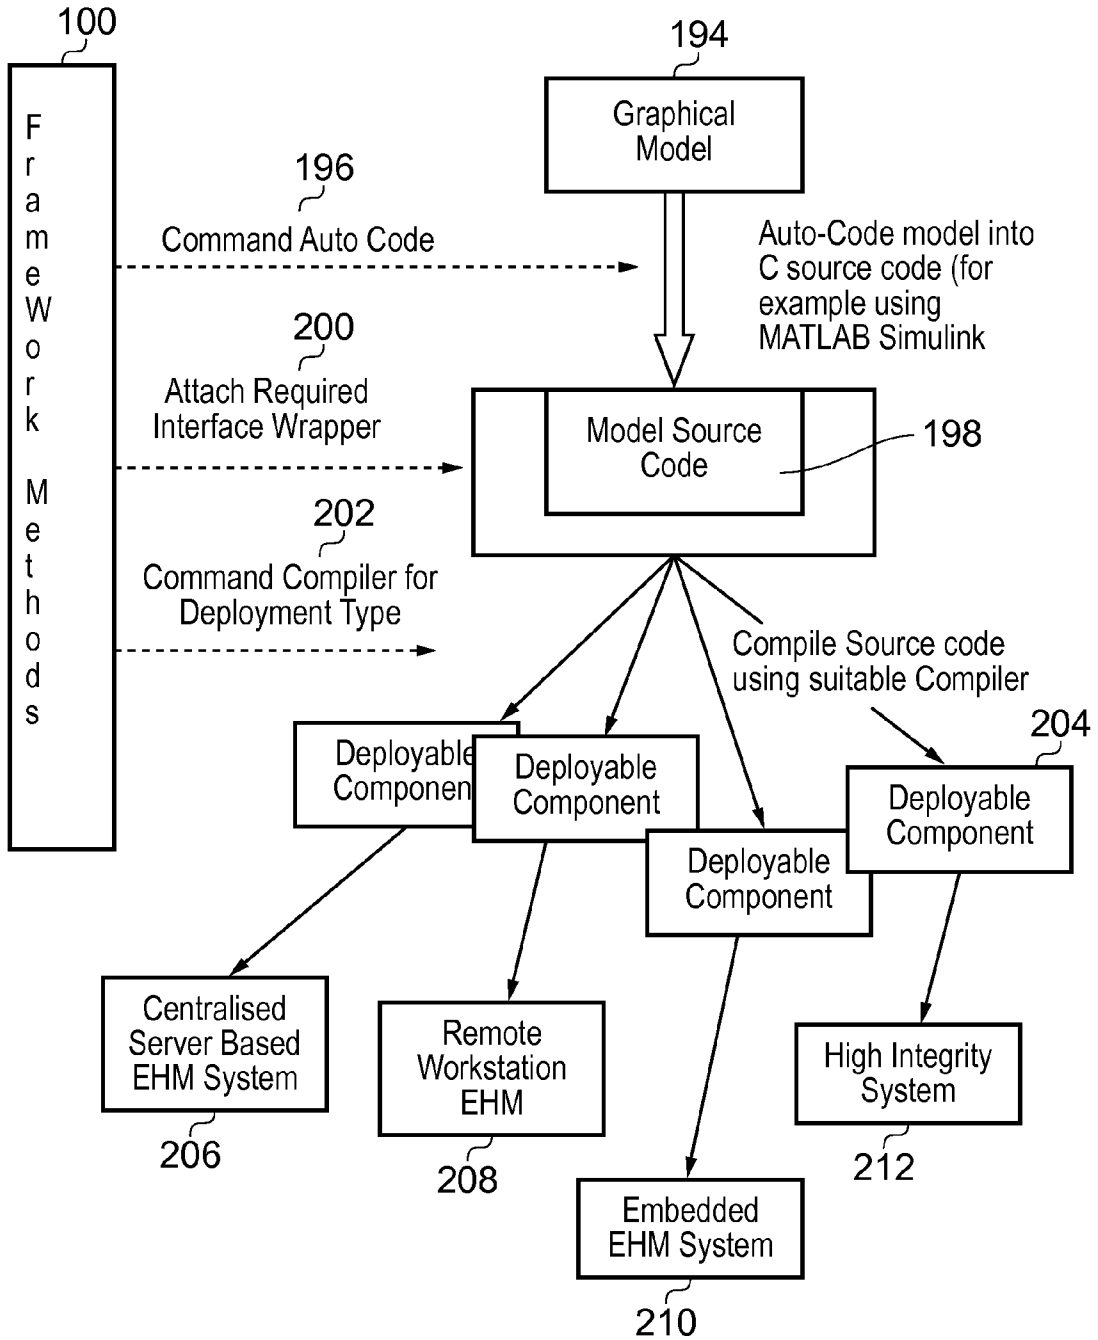 100
FrameWork Methods
194
Graphical
Model
196
Command Auto Code
Auto-Code model into
C source code (for
example using
MATLAB Simulink
200
Attach Required
Interface Wrapper
Model Source
Code
198
202
Command Compiler for
Deployment Type
Compile Source code
using suitable Compiler
204
Deployable
Componen
Deployable
Component
Deployable
Component
Deployable
Component
Centralised
Server Based
EHM System
206
Remote
Workstation
EHM
208
High Integrity
System
212
Embedded
EHM System
210